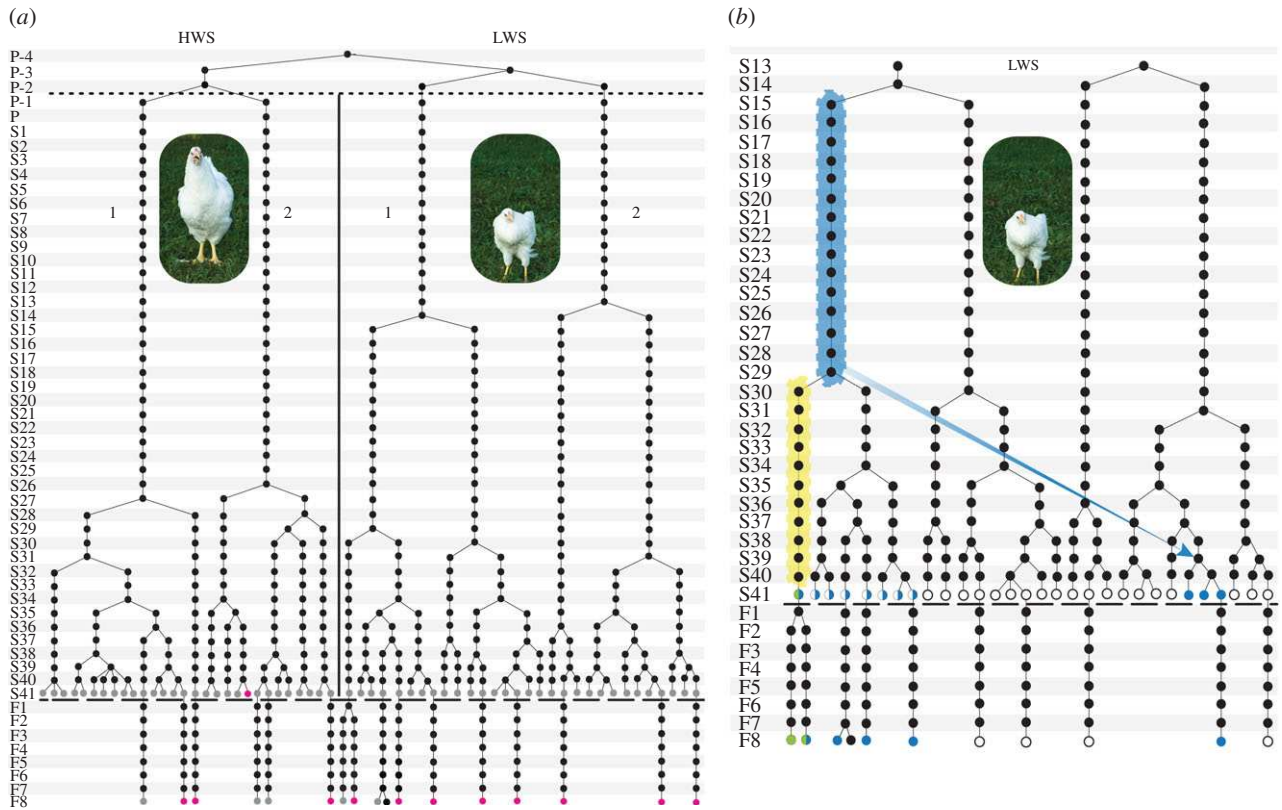 (a)
HWS
LWS
P-4
P-3
P-2
P-1
P
S1
S2
S3
S4
S5
S6
S7
S8
S9
S10
S11
S12
S13
S14
S15
S16
S17
S18
S19
S20
S21
S22
S23
S24
S25
S26
S27
S28
S29
S30
S31
S32
S33
S34
S35
S36
S37
S38
S39
S40
S41
F1
F2
F3
F4
F5
F6
F7
F8
1
2
1
2
(b)
LWS
S13
S14
S15
S16
S17
S18
S19
S20
S21
S22
S23
S24
S25
S26
S27
S28
S29
S30
S31
S32
S33
S34
S35
S36
S37
S38
S39
S40
S41
F1
F2
F3
F4
F5
F6
F7
F8